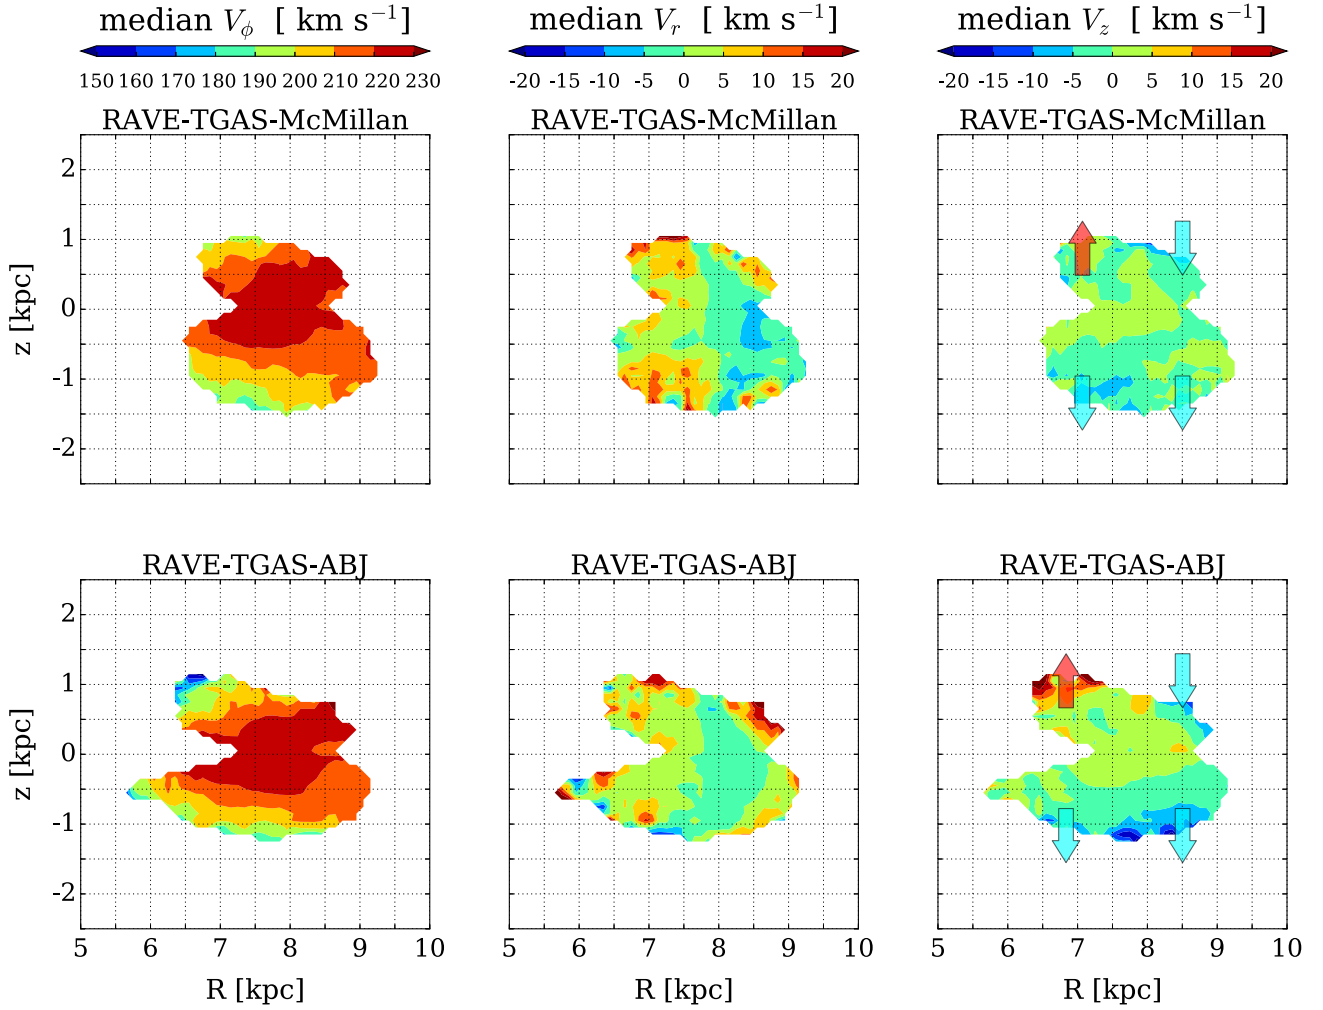 median V_ϕ [ km s⁻¹] median V_r [ km s⁻¹] median V_z [ km s⁻¹]
150 160 170 180 190 200 210 220 230 -20 -15 -10 -5 0 5 10 15 20 -20 -15 -10 -5 0 5 10 15 20
RAVE-TGAS-McMillan RAVE-TGAS-McMillan RAVE-TGAS-McMillan
2
1
0
-1
-2
z [kpc]
RAVE-TGAS-ABJ RAVE-TGAS-ABJ RAVE-TGAS-ABJ
2
1
0
-1
-2
z [kpc]
5 6 7 8 9 10 5 6 7 8 9 10 5 6 7 8 9 10
R [kpc] R [kpc] R [kpc]